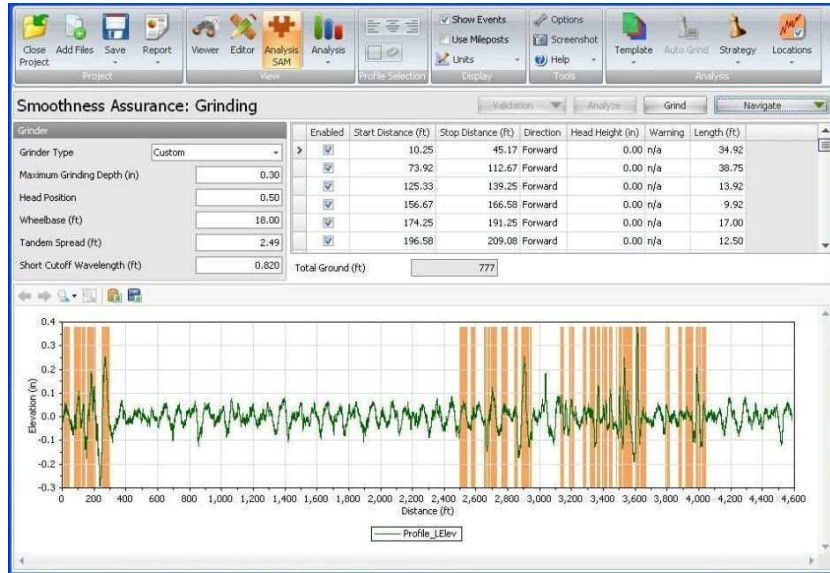 Close Project
Add Files
Save
Report
Viewer
Editor
Analysis SAM
Analysis
Show Events
Use Mileposts
Units
Options
Screenshot
Help
Template
Auto Grind
Strategy
Locations
Project
View
Profile Selection
Display
Tools
Analysis
Smoothness Assurance: Grinding
Validation
Analyze
Grind
Navigate
Grinder
Grinder Type Custom
Maximum Grinding Depth (in) 0.30
Head Position 0.50
Wheelbase (ft) 18.00
Tandem Spread (ft) 2.49
Short Cutoff Wavelength (ft) 0.820
Enabled Start Distance (ft) Stop Distance (ft) Direction Head Height (in) Warning Length (ft)
10.25 45.17 Forward 0.00 n/a 34.92
73.92 112.67 Forward 0.00 n/a 38.75
125.33 139.25 Forward 0.00 n/a 13.92
156.67 166.58 Forward 0.00 n/a 9.92
174.25 191.25 Forward 0.00 n/a 17.00
196.58 209.08 Forward 0.00 n/a 12.50
Total Ground (ft) 777
0.4
0.3
0.2
0.1
0.0
-0.1
-0.2
-0.3
Elevation (in)
0 200 400 600 800 1,000 1,200 1,400 1,600 1,800 2,000 2,200 2,400 2,600 2,800 3,000 3,200 3,400 3,600 3,800 4,000 4,200 4,400 4,600
Distance (ft)
Profile_LElev